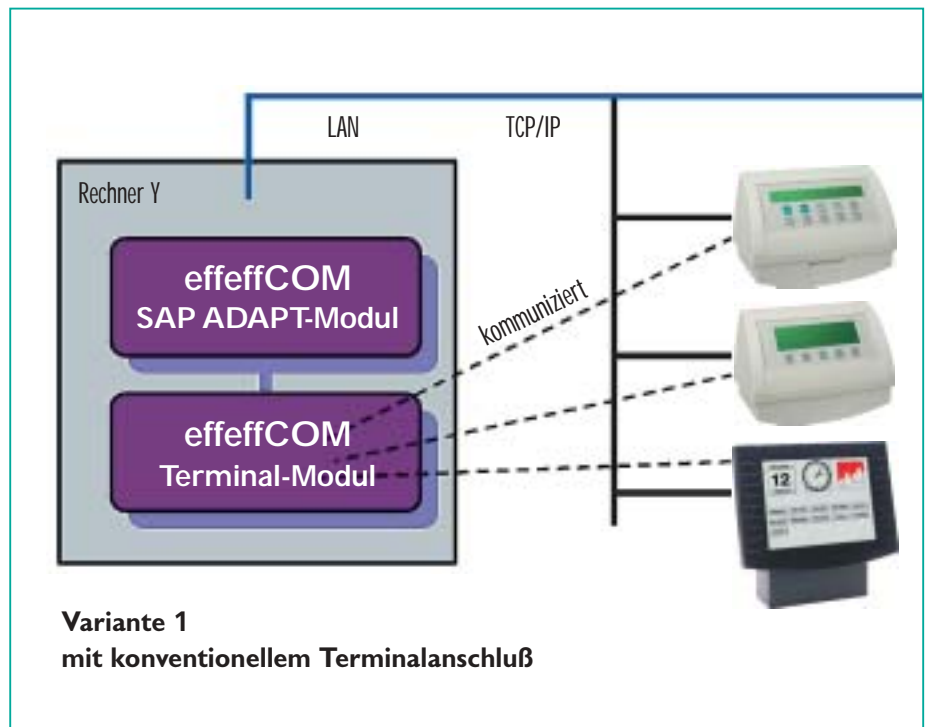 LAN TCP/IP
Rechner Y
effeffCOM
SAP ADAPT-Modul
kommuniziert
effeffCOM
Terminal-Modul
12
Variante 1
mit konventionellem Terminalanschluß